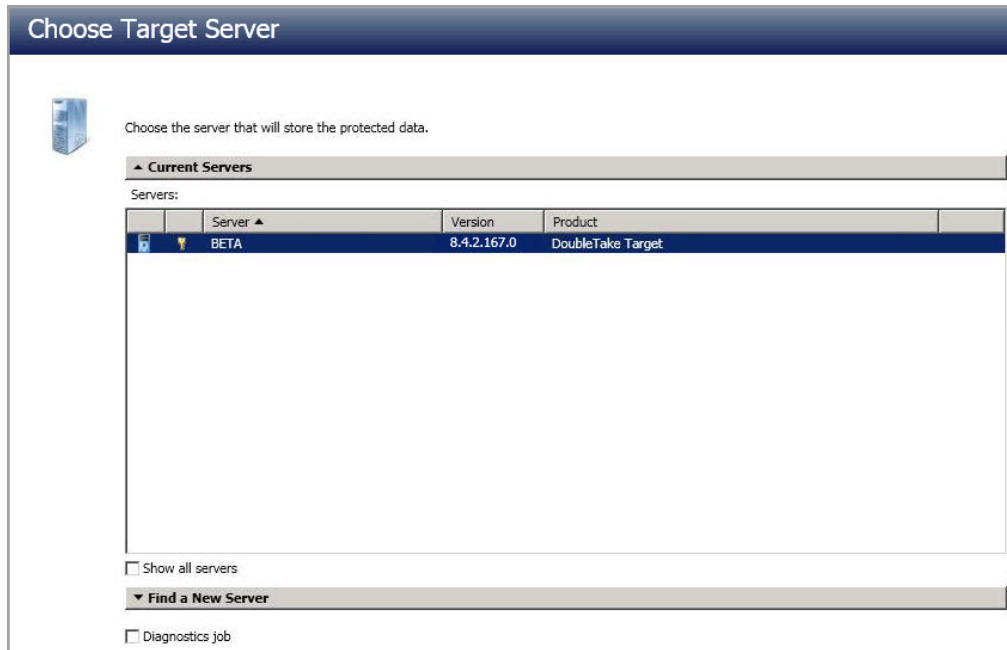 Choose Target Server
Choose the server that will store the protected data.
Current Servers
Servers:
Server Version Product
BETA 8.4.2.167.0 DoubleTake Target
Show all servers
Find a New Server
Diagnostics job